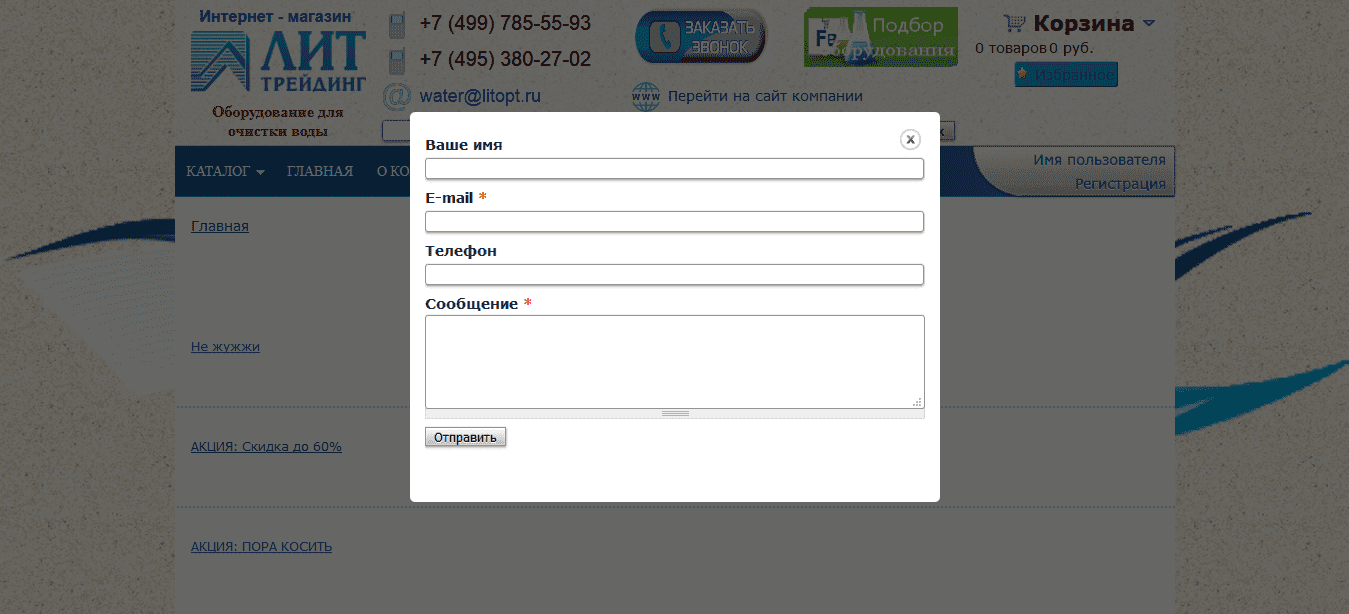 Интернет - магазин
ЛИТ
ТРЕЙДИНГ
Оборудование для
очистки воды
+7 (499) 785-55-93
+7 (495) 380-27-02
water@litopt.ru
ЗАКАЗАТЬ
ЗВОНОК
Перейти на сайт компании
www
Fe
Подбор
оборудования
Корзина
0 товаров 0 руб.
Избранное
КАТАЛОГ
ГЛАВНАЯ
О КО
Имя пользователя
Регистрация
Главная
Не жужжи
АКЦИЯ: Скидка до 60%
АКЦИЯ: ПОРА КОСИТЬ
x
Ваше имя
E-mail *
Телефон
Сообщение *
Отправить